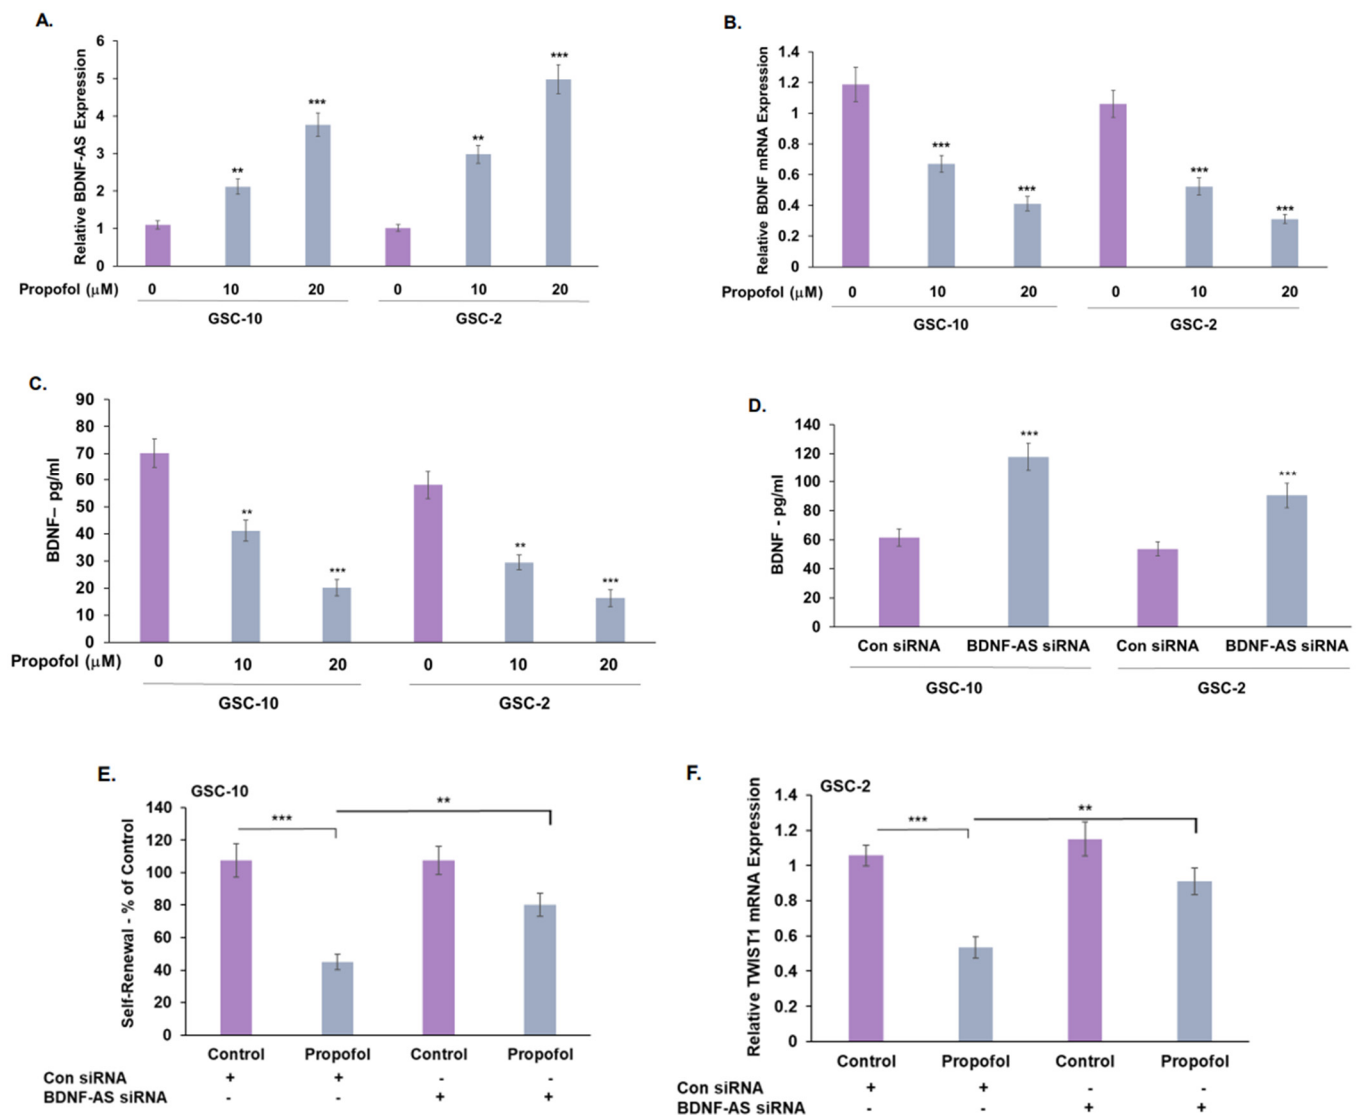 A.
Relative BDNF-AS Expression
6
5
4
3
2
1
0
**
***
**
***
Propofol (μM) 0 10 20 0 10 20
GSC-10 GSC-2
B.
Relative BDNF mRNA Expression
1.4
1.2
1
0.8
0.6
0.4
0.2
0
***
***
***
***
Propofol (μM) 0 10 20 0 10 20
GSC-10 GSC-2
C.
BDNF– pg/ml
90
80
70
60
50
40
30
20
10
0
**
***
**
***
Propofol (μM) 0 10 20 0 10 20
GSC-10 GSC-2
D.
BDNF - pg/ml
140
120
100
80
60
40
20
0
***
***
Con siRNA BDNF-AS siRNA Con siRNA BDNF-AS siRNA
GSC-10 GSC-2
E.
GSC-10
Self-Renewal - % of Control
140
120
100
80
60
40
20
0
***
**
Control Propofol Control Propofol
Con siRNA + + - -
BDNF-AS siRNA - - + +
F.
GSC-2
Relative TWIST1 mRNA Expression
1.4
1.2
1
0.8
0.6
0.4
0.2
0
***
**
Control Propofol Control Propofol
Con siRNA + + - -
BDNF-AS siRNA - - + +